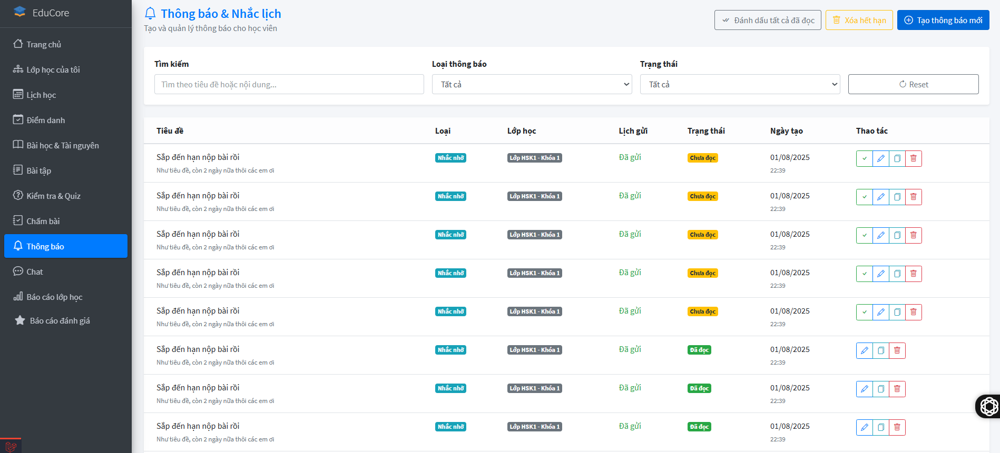 EduCore
Trang chủ
Lớp học của tôi
Lịch học
Điểm danh
Bài học & Tài nguyên
Bài tập
Kiểm tra & Quiz
Chấm bài
Thông báo
Chat
Báo cáo lớp học
Báo cáo đánh giá
Thông báo & Nhắc lịch
Tạo và quản lý thông báo cho học viên
Đánh dấu tất cả đã đọc
Xóa hết hạn
Tạo thông báo mới
Tìm kiếm
Loại thông báo
Trạng thái
Tìm theo tiêu đề hoặc nội dung...
Tất cả
Tất cả
Reset
Tiêu đề Loại Lớp học Lịch gửi Trạng thái Ngày tạo Thao tác
Sắp đến hạn nộp bài rồi Nhắc nhở Lớp HSK1 - Khóa 1 Đã gửi Chưa đọc 01/08/2025
Như tiêu đề, còn 2 ngày nữa thôi các em ơi 22:39
Sắp đến hạn nộp bài rồi Nhắc nhở Lớp HSK1 - Khóa 1 Đã gửi Chưa đọc 01/08/2025
Như tiêu đề, còn 2 ngày nữa thôi các em ơi 22:39
Sắp đến hạn nộp bài rồi Nhắc nhở Lớp HSK1 - Khóa 1 Đã gửi Chưa đọc 01/08/2025
Như tiêu đề, còn 2 ngày nữa thôi các em ơi 22:39
Sắp đến hạn nộp bài rồi Nhắc nhở Lớp HSK1 - Khóa 1 Đã gửi Chưa đọc 01/08/2025
Như tiêu đề, còn 2 ngày nữa thôi các em ơi 22:39
Sắp đến hạn nộp bài rồi Nhắc nhở Lớp HSK1 - Khóa 1 Đã gửi Chưa đọc 01/08/2025
Như tiêu đề, còn 2 ngày nữa thôi các em ơi 22:39
Sắp đến hạn nộp bài rồi Nhắc nhở Lớp HSK1 - Khóa 1 Đã gửi Đã đọc 01/08/2025
Như tiêu đề, còn 2 ngày nữa thôi các em ơi 22:39
Sắp đến hạn nộp bài rồi Nhắc nhở Lớp HSK1 - Khóa 1 Đã gửi Đã đọc 01/08/2025
Như tiêu đề, còn 2 ngày nữa thôi các em ơi 22:39
Sắp đến hạn nộp bài rồi Nhắc nhở Lớp HSK1 - Khóa 1 Đã gửi Đã đọc 01/08/2025
Như tiêu đề, còn 2 ngày nữa thôi các em ơi 22:39